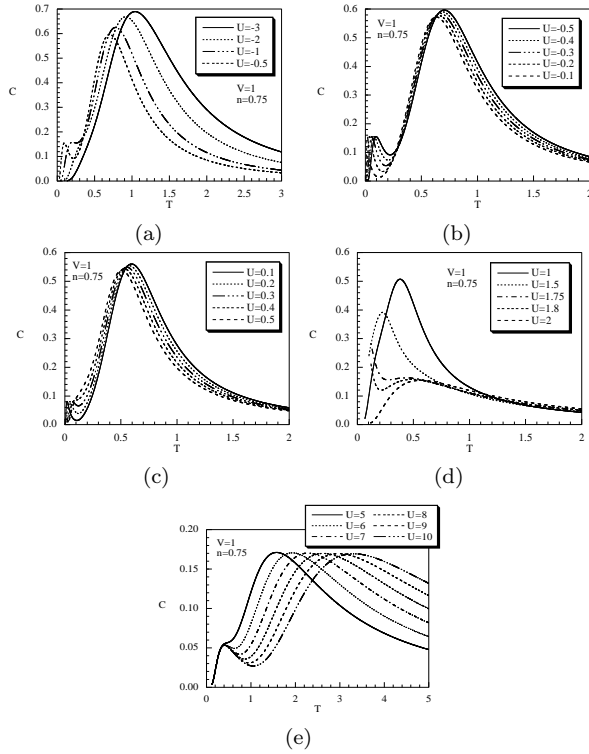 0.7
0.6
0.5
0.4
0.3
0.2
0.1
0.0
C
U=-3
U=-2
U=-1
U=-0.5
V=1
n=0.75
0.0 0.5 1.0 1.5 2.0 2.5 3
T
(a)
0.6
0.5
0.4
0.3
0.2
0.1
0.0
C
V=1
n=0.75
U=-0.5
U=-0.4
U=-0.3
U=-0.2
U=-0.1
0 1 2
T
(b)
0.6
0.5
0.4
0.3
0.2
0.1
0.0
C
V=1
n=0.75
U=0.1
U=0.2
U=0.3
U=0.4
U=0.5
0.0 0.5 1 2
T
(c)
0.6
0.5
0.4
0.3
0.2
0.1
0.0
C
V=1
n=0.75
U=1
U=1.5
U=1.75
U=1.8
U=2
0 1 2
T
(d)
0.20
0.15
0.10
0.05
0.00
C
V=1
n=0.75
U=5 U=8
U=6 U=9
U=7 U=10
0 1 2 3 4 5
T
(e)